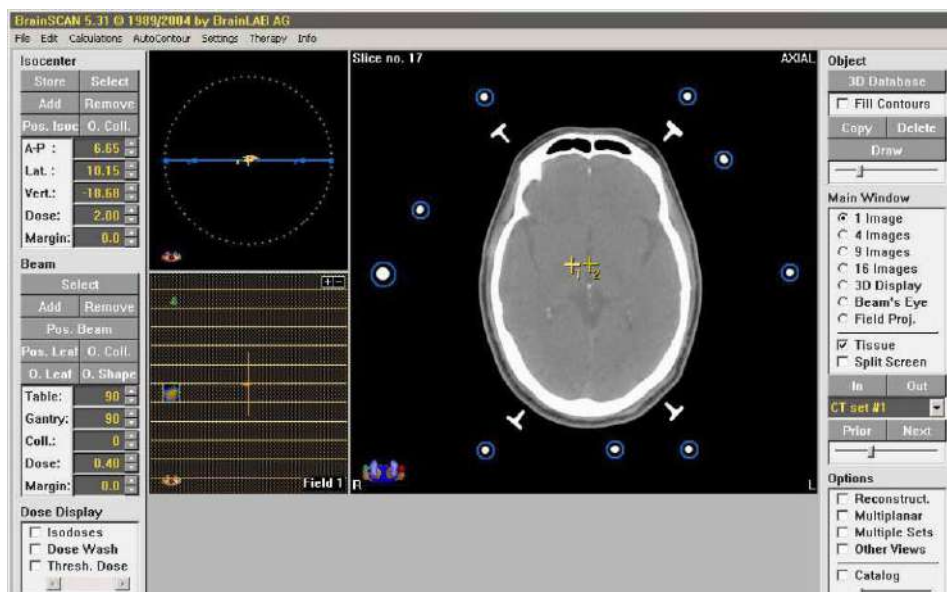 BrainSCAN 5.31 © 1989/2004 by BrainLAB AG
File Edit Calculations AutoContour Settings Therapy Info
Isocenter
Store Select
Add Remove
Pos. Isoc O. Coll.
A-P : 6.65
Lat. : 10.15
Vert.: -18.68
Dose: 2.00
Margin: 0.0
Beam
Select
Add Remove
Pos. Beam
Pos. Leaf O. Coll.
O. Leaf O. Shape
Table: 90
Gantry: 90
Coll.: 0
Dose: 0.40
Margin: 0.0
Dose Display
Isodoses
Dose Wash
Thresh. Dose
Field 1
Slice no. 17 AXIAL
1 2
R L
Object
3D Database
Fill Contours
Copy Delete
Draw
Main Window
1 Image
4 Images
9 Images
16 Images
3D Display
Beam's Eye
Field Proj.
Tissue
Split Screen
In Out
CT set #1
Prior Next
Options
Reconstruct.
Multiplanar
Multiple Sets
Other Views
Catalog